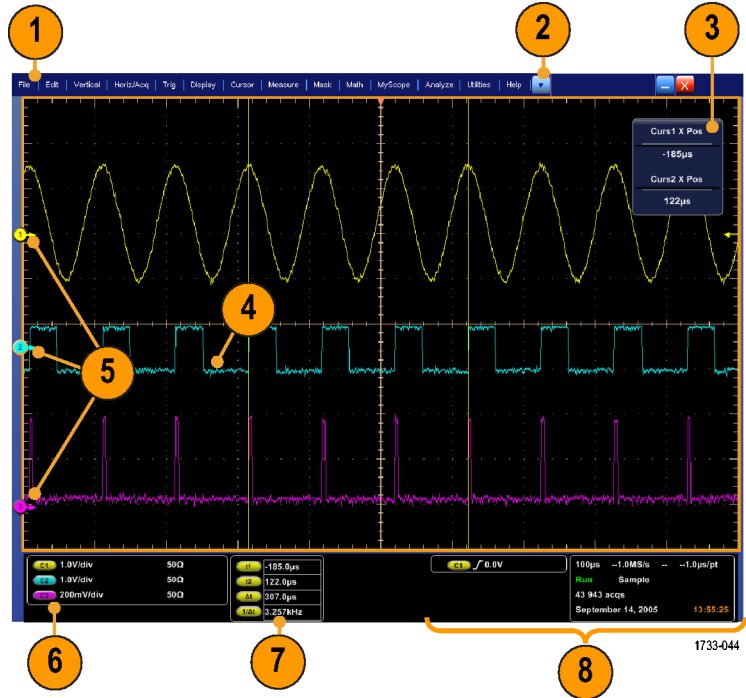 1
2
3
File | Edit | Vertical | Horiz/Acq | Trig | Display | Cursor | Measure | Mask | Math | MyScope | Analyze | Utilities | Help
X
Curs1 X Pos
-185µs
Curs2 X Pos
122µs
1
4
2
5
3
C1 1.0V/div 50Ω
C2 1.0V/div 50Ω
C3 200mV/div 50Ω
t1 -185.0µs
t2 122.0µs
Δt 307.0µs
1/Δt 3.257kHz
C1 0.0V
100µs --1.0MS/s -- --1.0µs/pt
Run Sample
43 943 acqs
September 14, 2005 13:55:25
6
7
8
1733-044